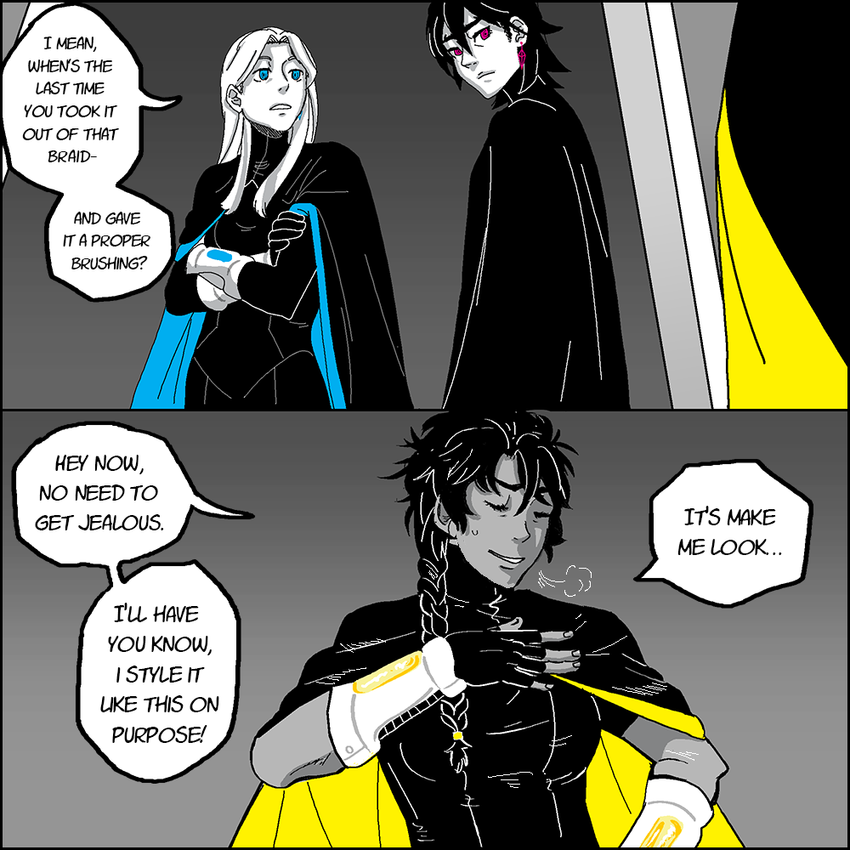 I MEAN,
WHEN'S THE
LAST TIME
YOU TOOK IT
OUT OF THAT
BRAID-
AND GAVE
IT A PROPER
BRUSHING?
HEY NOW,
NO NEED TO
GET JEALOUS.
I'LL HAVE
YOU KNOW,
I STYLE IT
LIKE THIS ON
PURPOSE!
IT'S MAKE
ME LOOK...